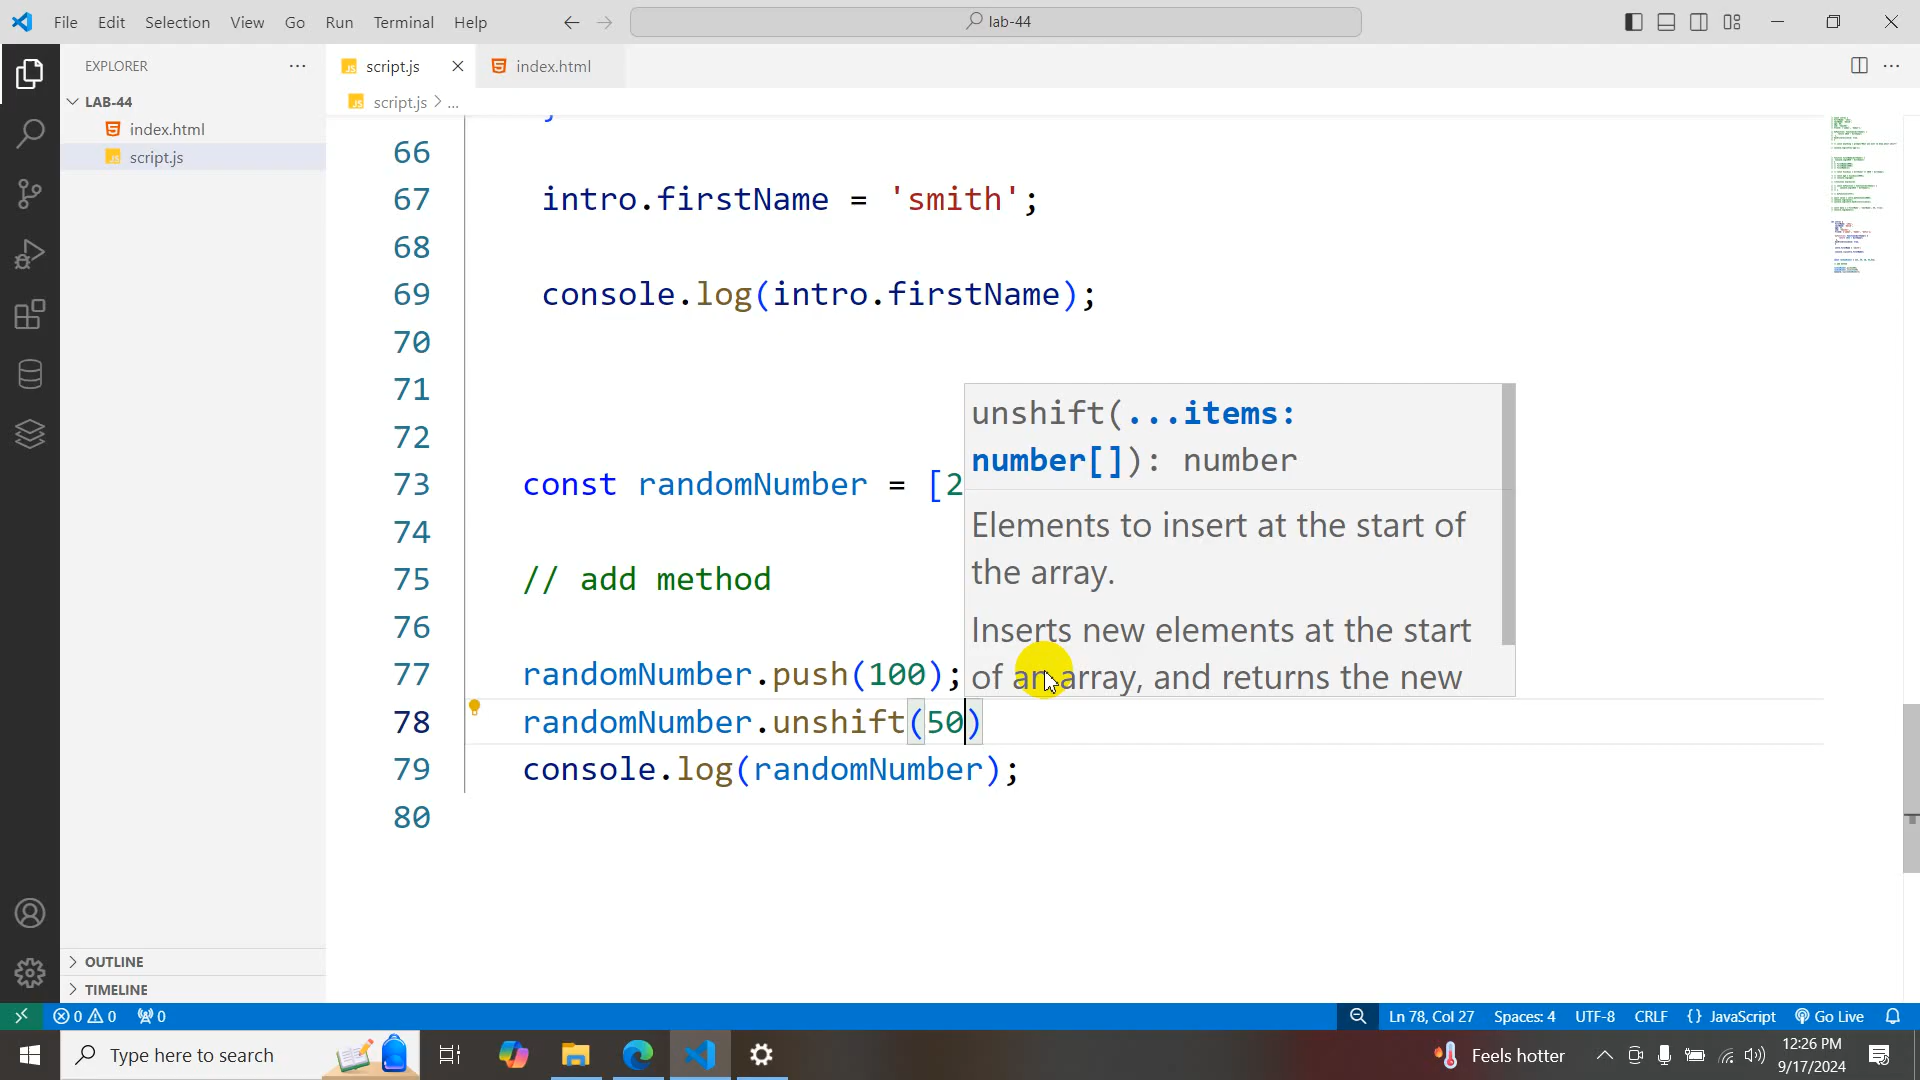 File Edit Selection View Go Run Terminal Help
lab-44
EXPLORER
script.js
index.html
LAB-44
script.js > ...
index.html
script.js
66
67 intro.firstName = 'smith';
68
69 console.log(intro.firstName);
70
71
72
73 const randomNumber = [2
74
75 // add method
76
77 randomNumber.push(100);
78 randomNumber.unshift(50)
79 console.log(randomNumber);
80
unshift(...items:
number[]): number
Elements to insert at the start of
the array.
Inserts new elements at the start
of an array, and returns the new
OUTLINE
TIMELINE
0 0 0
Ln 78, Col 27 Spaces: 4 UTF-8 CRLF {} JavaScript Go Live
Type here to search
Feels hotter
12:26 PM
9/17/2024